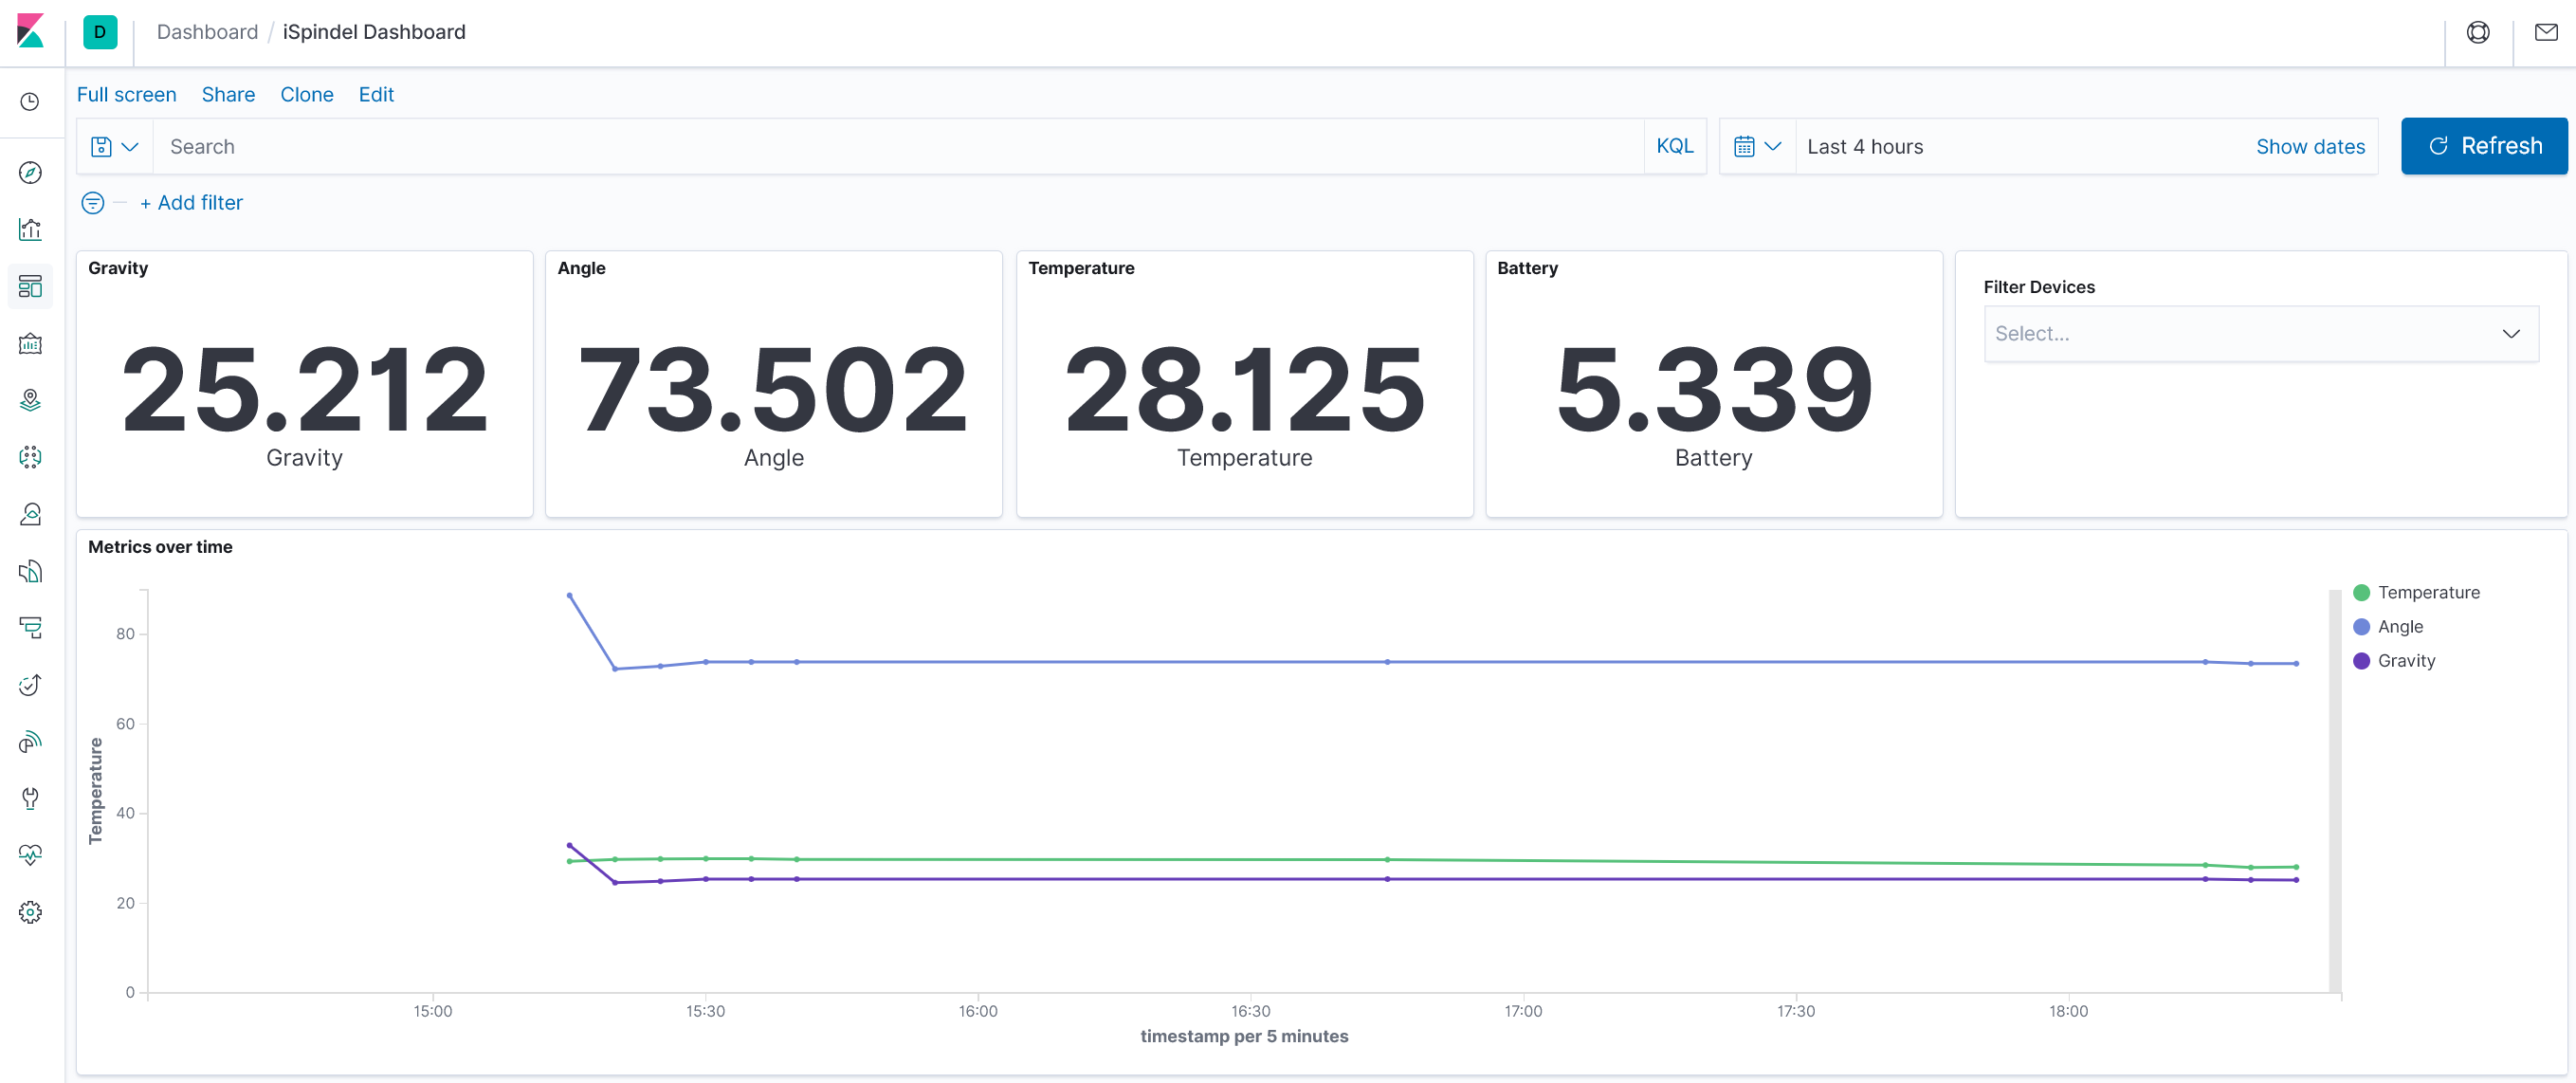 D
Dashboard / iSpindel Dashboard
Full screen Share Clone Edit
Search KQL Last 4 hours Show dates Refresh
+ Add filter
Gravity
25.212
Gravity
Angle
73.502
Angle
Temperature
28.125
Temperature
Battery
5.339
Battery
Filter Devices
Select...
Metrics over time
Temperature
80
60
40
20
0
15:00 15:30 16:00 16:30 17:00 17:30 18:00
timestamp per 5 minutes
Temperature
Angle
Gravity